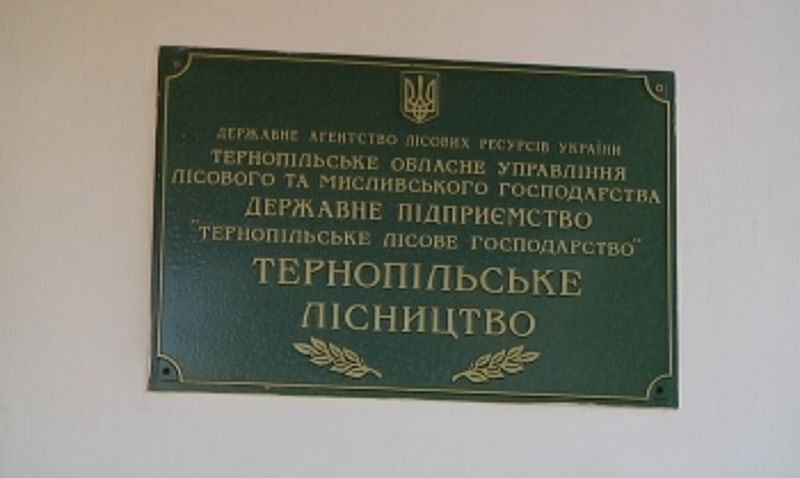 ДЕРЖАВНЕ АГЕНТСТВО ЛІСОВИХ РЕСУРСІВ УКРАЇНИ
ТЕРНОПІЛЬСЬКЕ ОБЛАСНЕ УПРАВЛІННЯ
ЛІСОВОГО ТА МИСЛИВСЬКОГО ГОСПОДАРСТВА
ДЕРЖАВНЕ ПІДПРИЄМСТВО
"ТЕРНОПІЛЬСЬКЕ ЛІСОВЕ ГОСПОДАРСТВО"
ТЕРНОПІЛЬСЬКЕ
ЛІСНИЦТВО